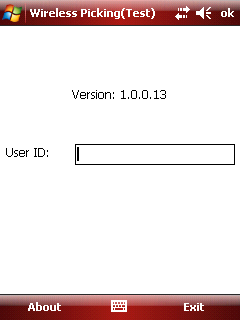 Wireless Picking(Test) ok
Version: 1.0.0.13
User ID:
About Exit